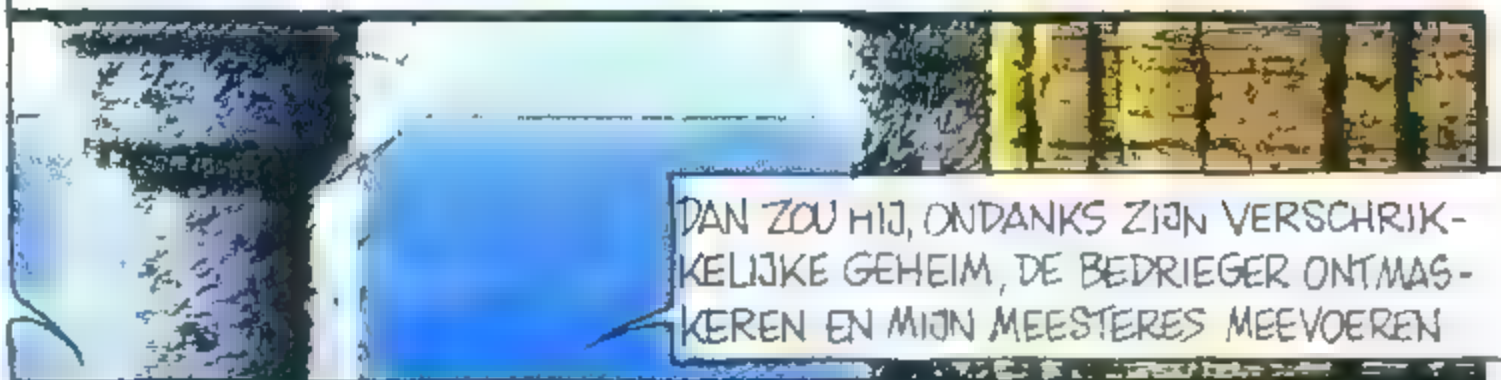 DAN ZOU HIJ, ONDANKS ZIJN VERSCHRIK-
KELIJKE GEHEIM, DE BEDRIEGER ONTMAS-
KEREN EN MIJN MEESTERES MEEVOEREN